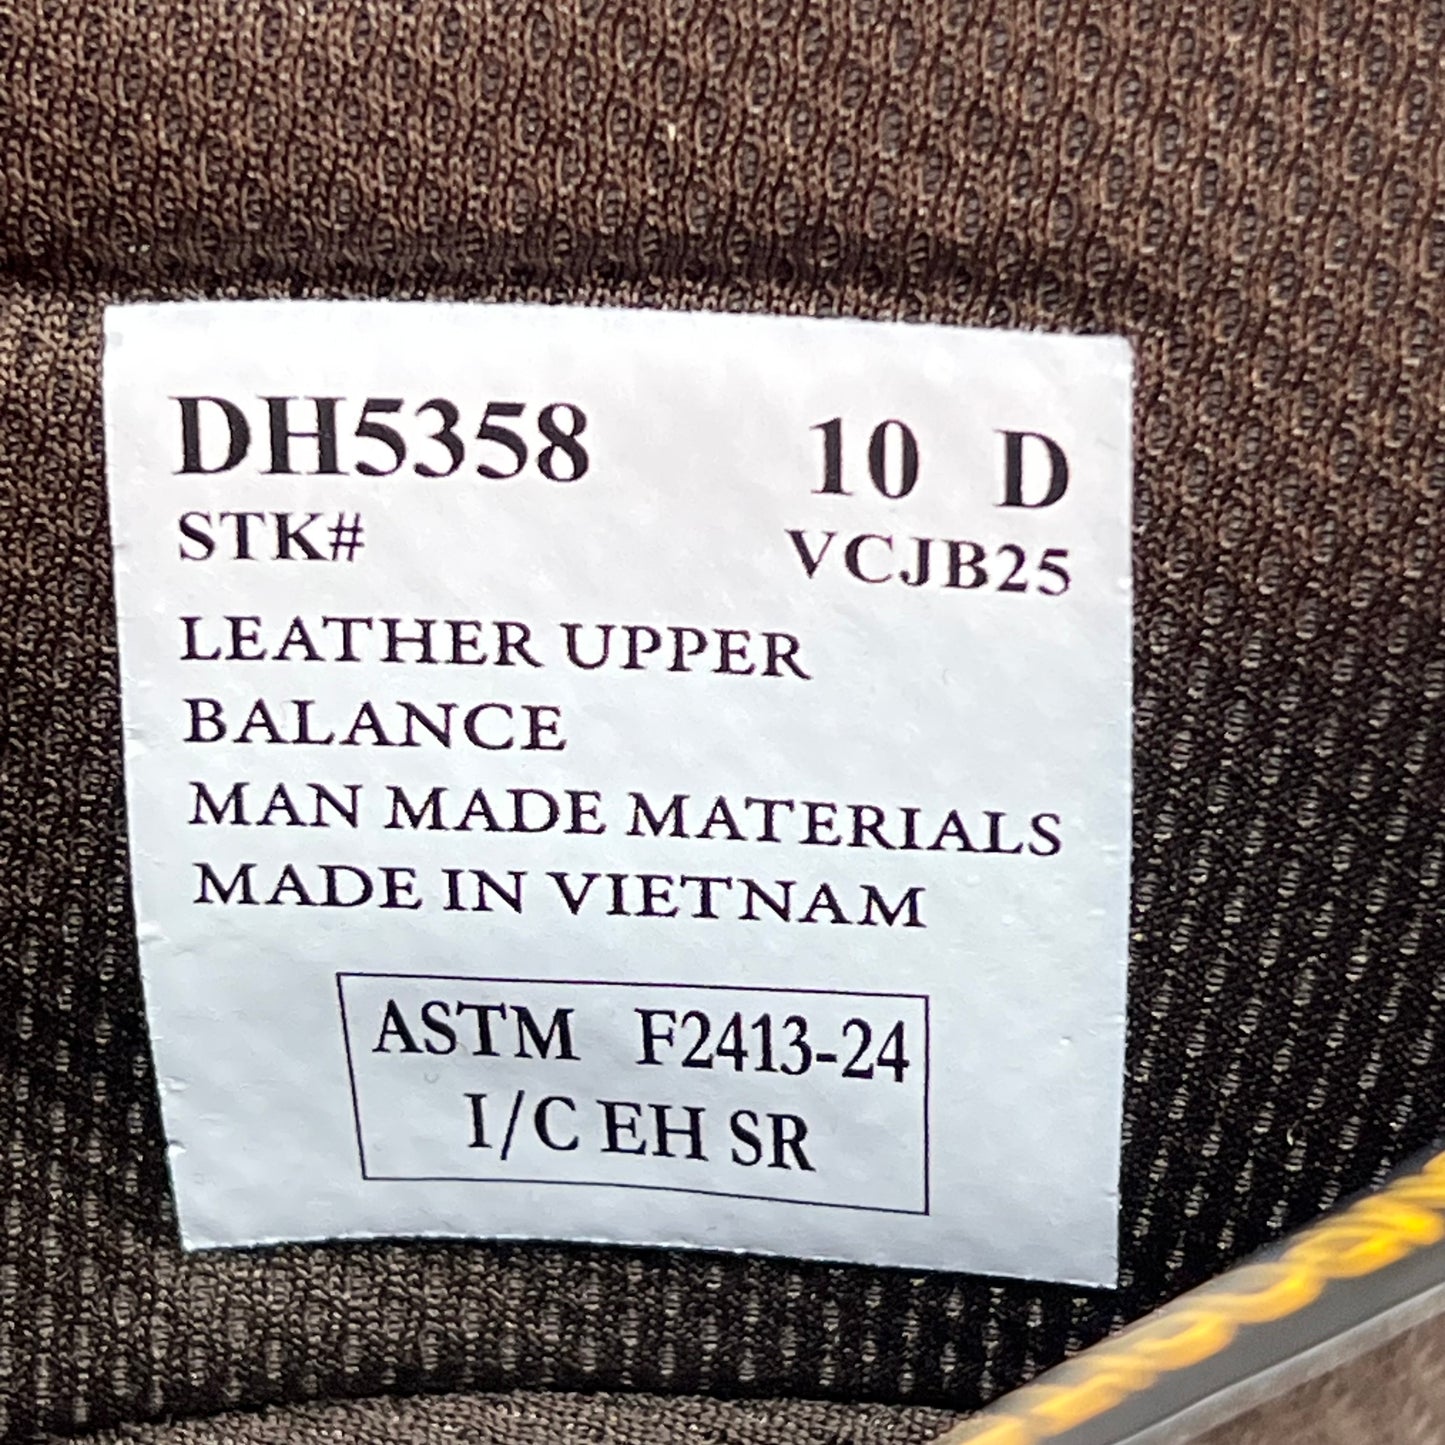 DH5358 10 D
STK# VCJB25
LEATHER UPPER
BALANCE
MAN MADE MATERIALS
MADE IN VIETNAM
ASTM F2413-24
I/C EH SR